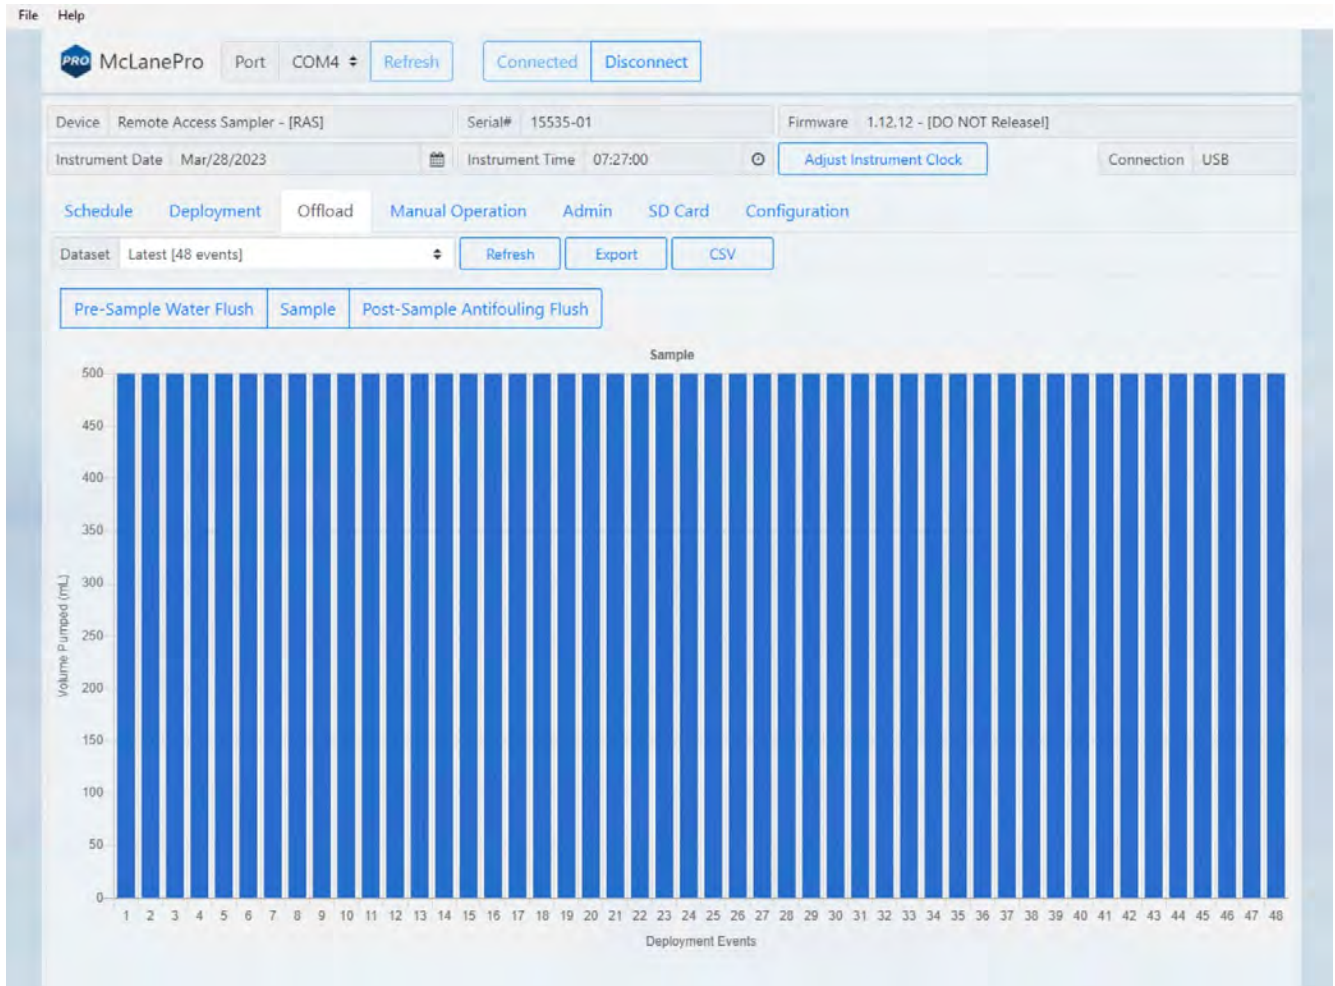 File Help
PRO McLanePro Port COM4 Refresh Connected Disconnect
Device Remote Access Sampler - [RAS] Serial# 15535-01 Firmware 1.12.12 - [DO NOT Release!]
Instrument Date Mar/28/2023 Instrument Time 07:27:00 Adjust Instrument Clock Connection USB
Schedule Deployment Offload Manual Operation Admin SD Card Configuration
Dataset Latest [48 events] Refresh Export CSV
Pre-Sample Water Flush Sample Post-Sample Antifouling Flush
Sample
500
450
400
350
300
250
200
150
100
50
0
Volume Pumped (mL)
1 2 3 4 5 6 7 8 9 10 11 12 13 14 15 16 17 18 19 20 21 22 23 24 25 26 27 28 29 30 31 32 33 34 35 36 37 38 39 40 41 42 43 44 45 46 47 48
Deployment Events